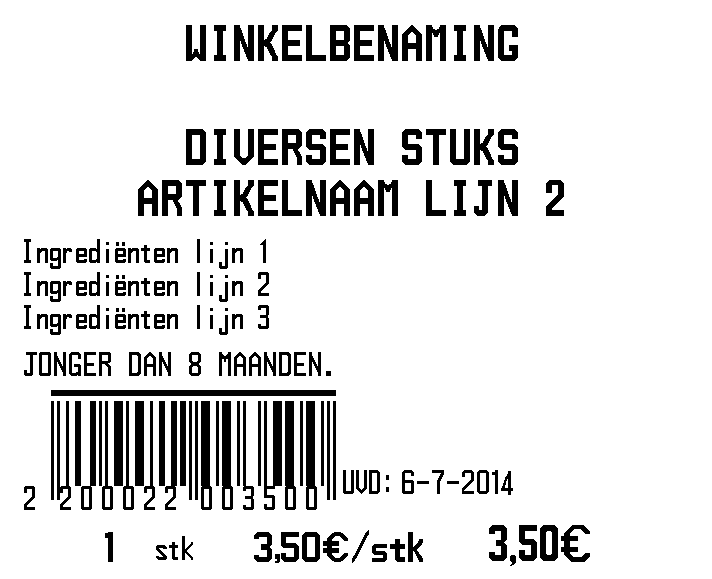 WINKELBENAMING
DIVERSEN STUKS
ARTIKELNAAM LIJN 2
Ingrediënten lijn 1
Ingrediënten lijn 2
Ingrediënten lijn 3
JONGER DAN 8 MAANDEN.
UVD: 6-7-2014
2 200022 003500
1 stk 3,50€/stk 3,50€